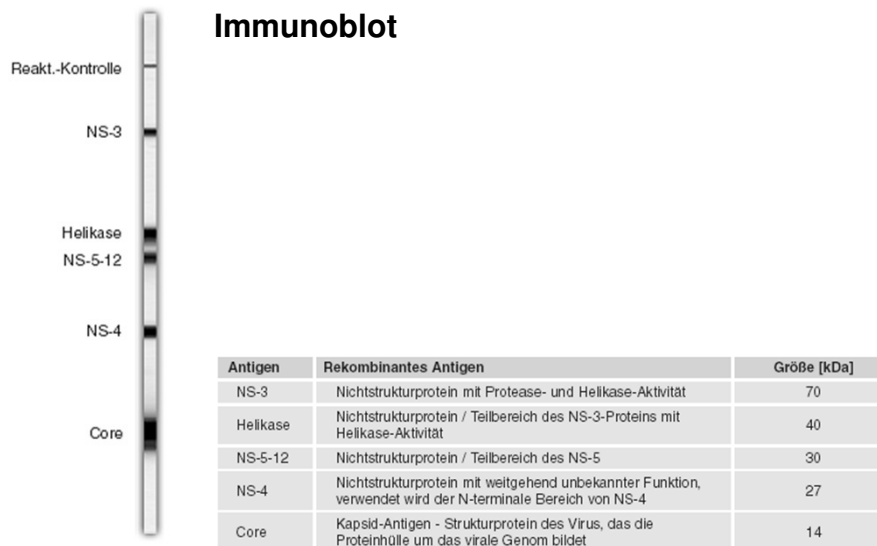 Immunoblot
Reakt.-Kontrolle
NS-3
Helikase
NS-5-12
NS-4
Core
Antigen Rekombinantes Antigen Größe [kDa]
NS-3 Nichtstrukturprotein mit Protease- und Helikase-Aktivität 70
Helikase Nichtstrukturprotein / Teilbereich des NS-3-Proteins mit
Helikase-Aktivität 40
NS-5-12 Nichtstrukturprotein / Teilbereich des NS-5 30
NS-4 Nichtstrukturprotein mit weitgehend unbekannter Funktion,
verwendet wird der N-terminale Bereich von NS-4 27
Core Kapsid-Antigen - Strukturprotein des Virus, das die
Proteinhülle um das virale Genom bildet 14